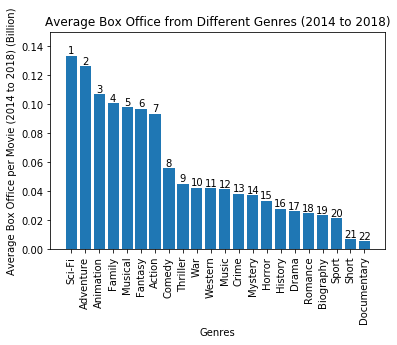 Average Box Office from Different Genres (2014 to 2018)
Average Box Office per Movie (2014 to 2018) (Billion)
0.14
0.12
0.10
0.08
0.06
0.04
0.02
0.00
1
2
3
4
5
6
7
8
9
10
11
12
13
14
15
16
17
18
19
20
21
22
Sci-Fi
Adventure
Animation
Family
Musical
Fantasy
Action
Comedy
Thriller
War
Western
Music
Crime
Mystery
Horror
History
Drama
Romance
Biography
Sport
Short
Documentary
Genres